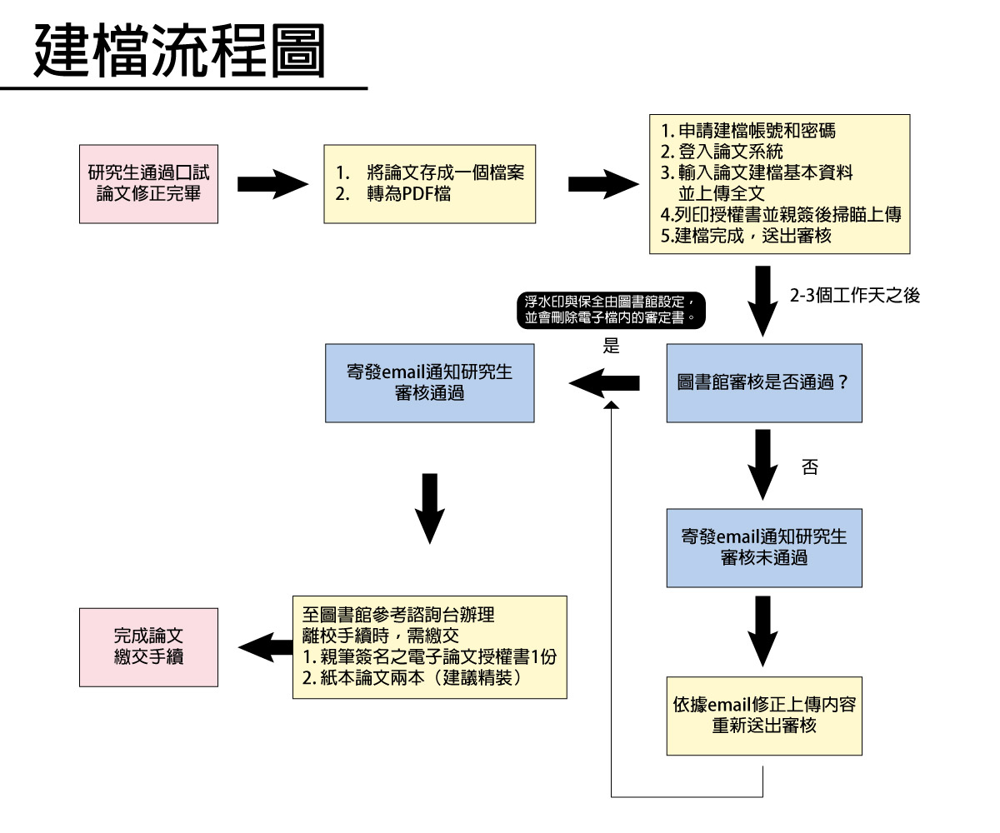 建檔流程圖
研究生通過口試
論文修正完畢
1. 將論文存成一個檔案
2. 轉為PDF檔
1. 申請建檔帳號和密碼
2. 登入論文系統
3. 輸入論文建檔基本資料
並上傳全文
4.列印授權書並親簽後掃瞄上傳
5.建檔完成，送出審核
2-3個工作天之後
浮水印與保全由圖書館設定，
並會刪除電子檔內的審定書。
是
寄發email通知研究生
審核通過
圖書館審核是否通過？
否
寄發email通知研究生
審核未通過
依據email修正上傳內容
重新送出審核
至圖書館參考諮詢台辦理
離校手續時，需繳交
1. 親筆簽名之電子論文授權書1份
2. 紙本論文兩本（建議精裝）
完成論文
繳交手續